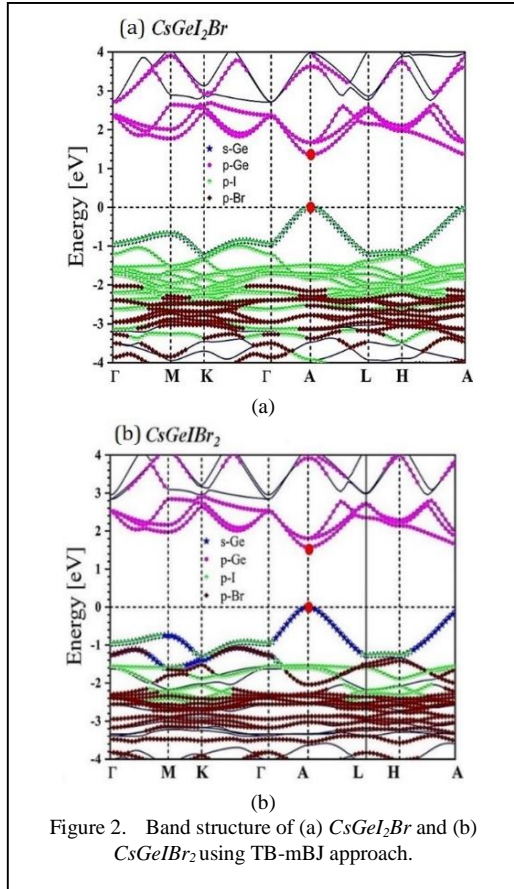 (a) CsGeI₂Br
4
3
2
1
0
-1
-2
-3
-4
Energy [eV]
s-Ge
p-Ge
p-I
p-Br
Γ M K Γ A L H A
(a)
(b) CsGeIBr₂
4
3
2
1
0
-1
-2
-3
-4
Energy [eV]
s-Ge
p-Ge
p-I
p-Br
Γ M K Γ A L H A
(b)
Figure 2. Band structure of (a) CsGeI₂Br and (b)
CsGeIBr₂ using TB-mBJ approach.